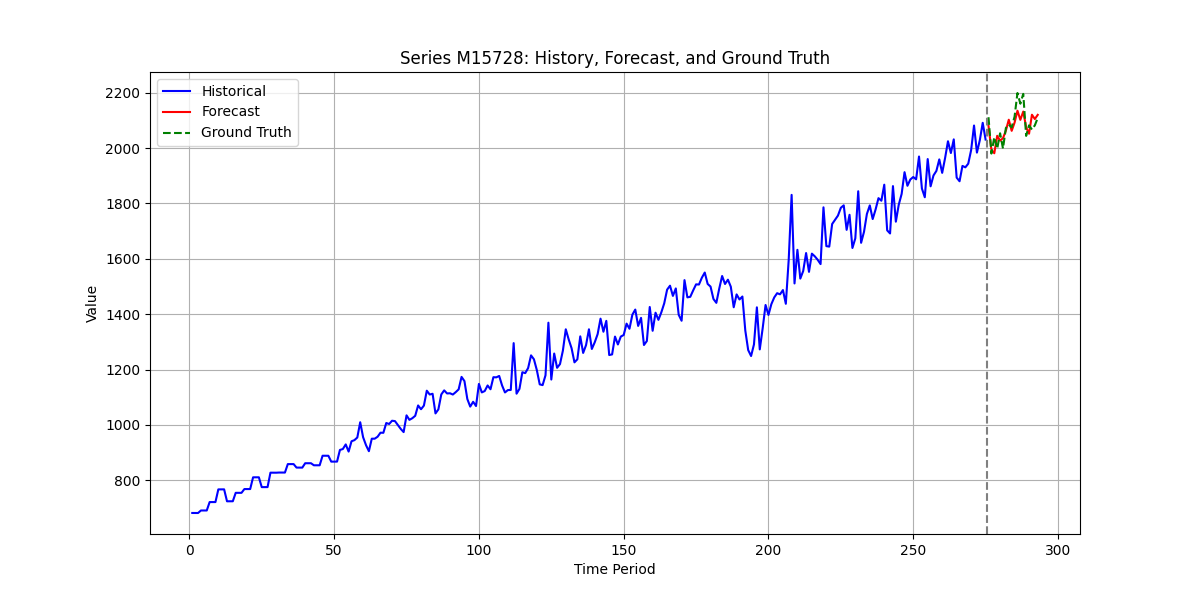 Series M15728: History, Forecast, and Ground Truth
Historical
Forecast
Ground Truth
2200
2000
1800
1600
1400
1200
1000
800
Value
0 50 100 150 200 250 300
Time Period